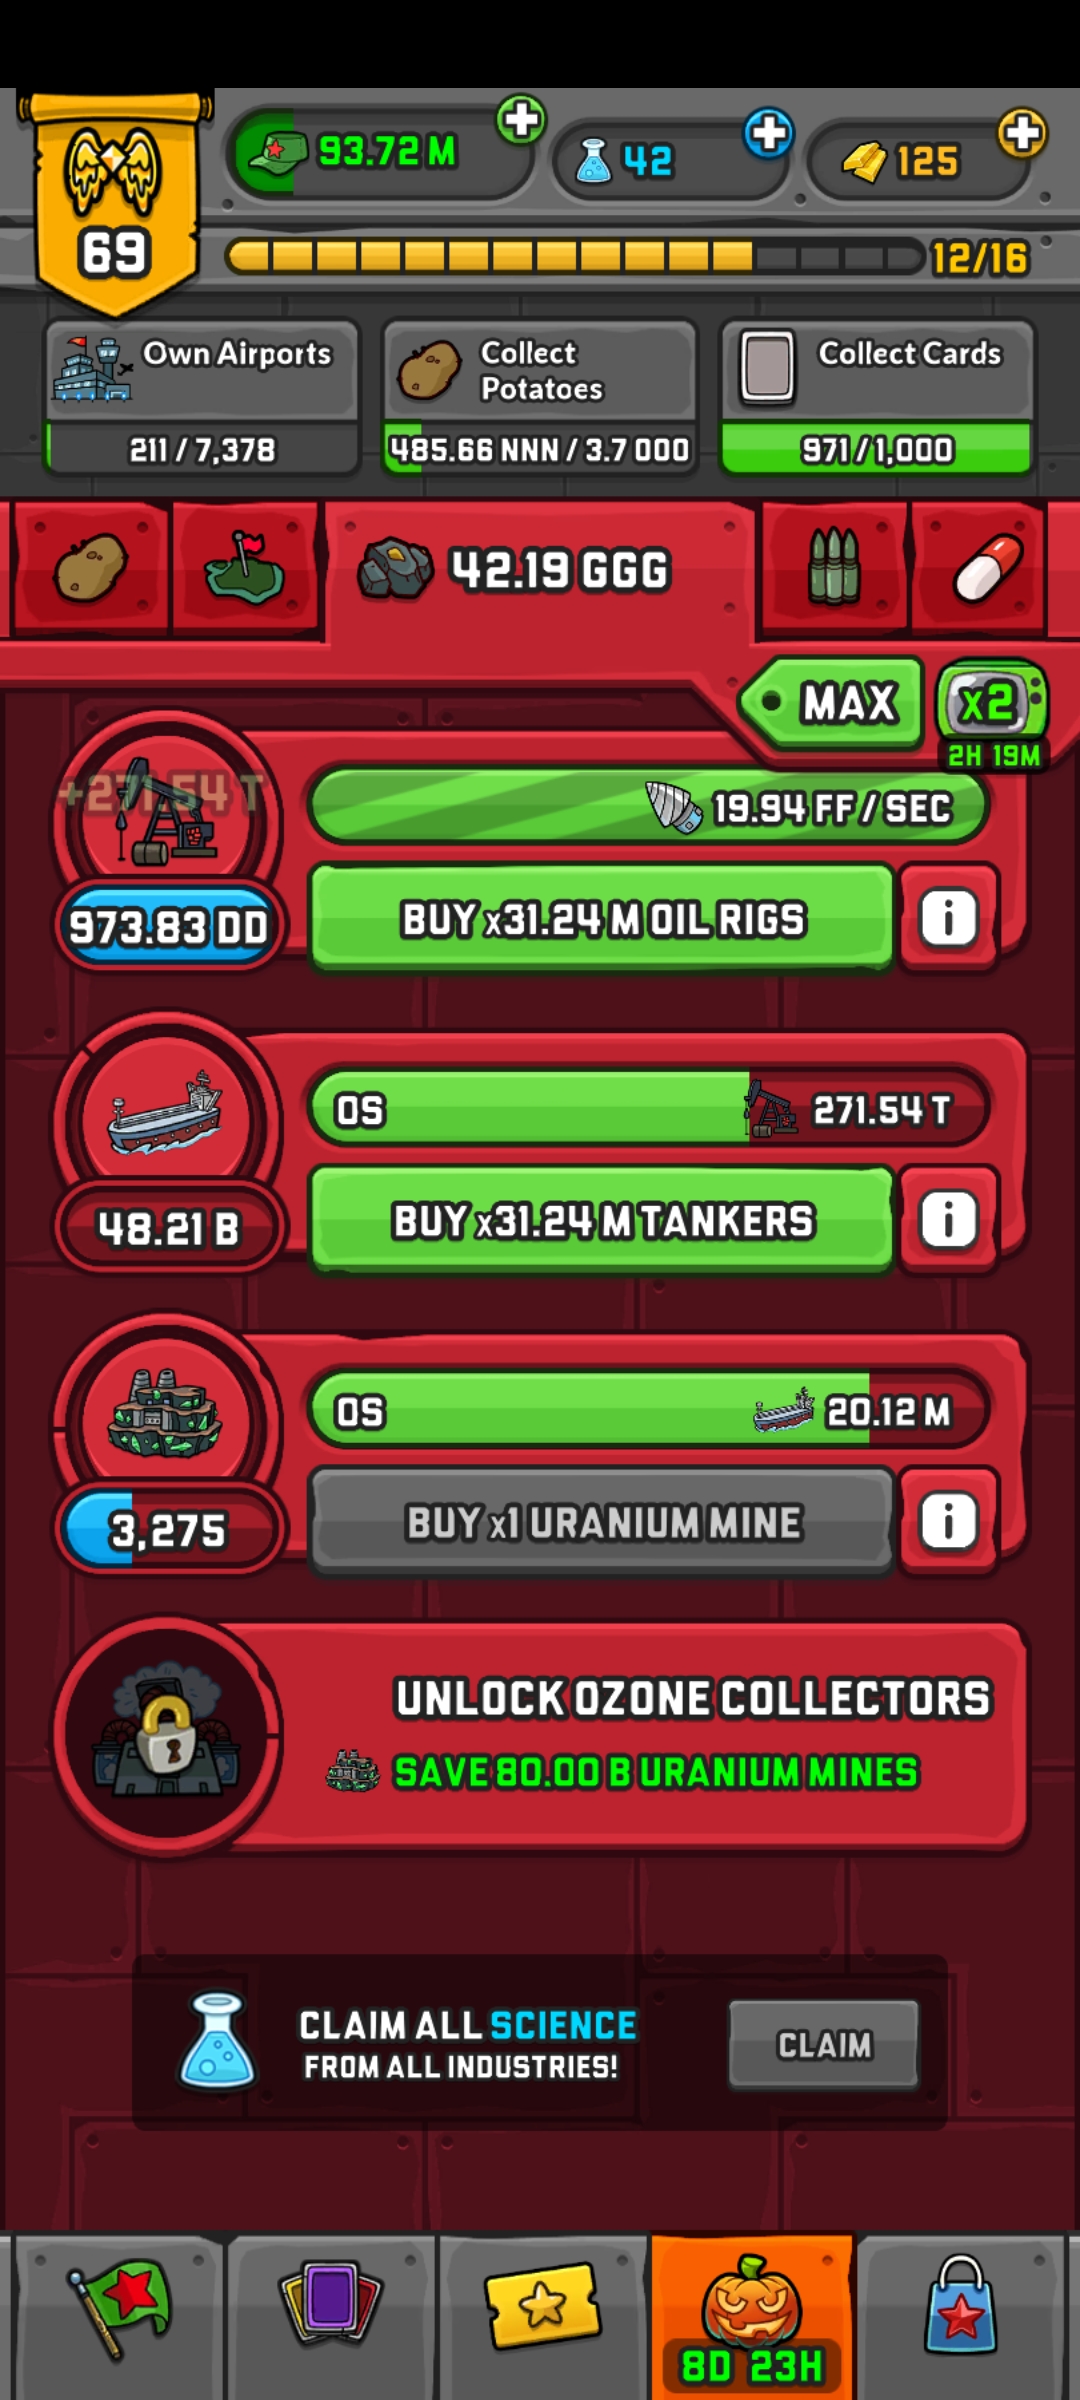 93.72 M
42
125
69
12/16
Own Airports
211 / 7,378
Collect
Potatoes
485.66 NNN / 3.7 OOO
Collect Cards
971 / 1,000
42.19 GGG
MAX
x2
2H 19M
+271.54 T
19.94 FF / SEC
973.83 DD
BUY x31.24 M OIL RIGS
i
0S
271.54 T
48.21 B
BUY x31.24 M TANKERS
i
0S
20.12 M
3,275
BUY x1 URANIUM MINE
i
UNLOCK OZONE COLLECTORS
SAVE 80.00 B URANIUM MINES
CLAIM ALL SCIENCE
FROM ALL INDUSTRIES!
CLAIM
8D 23H